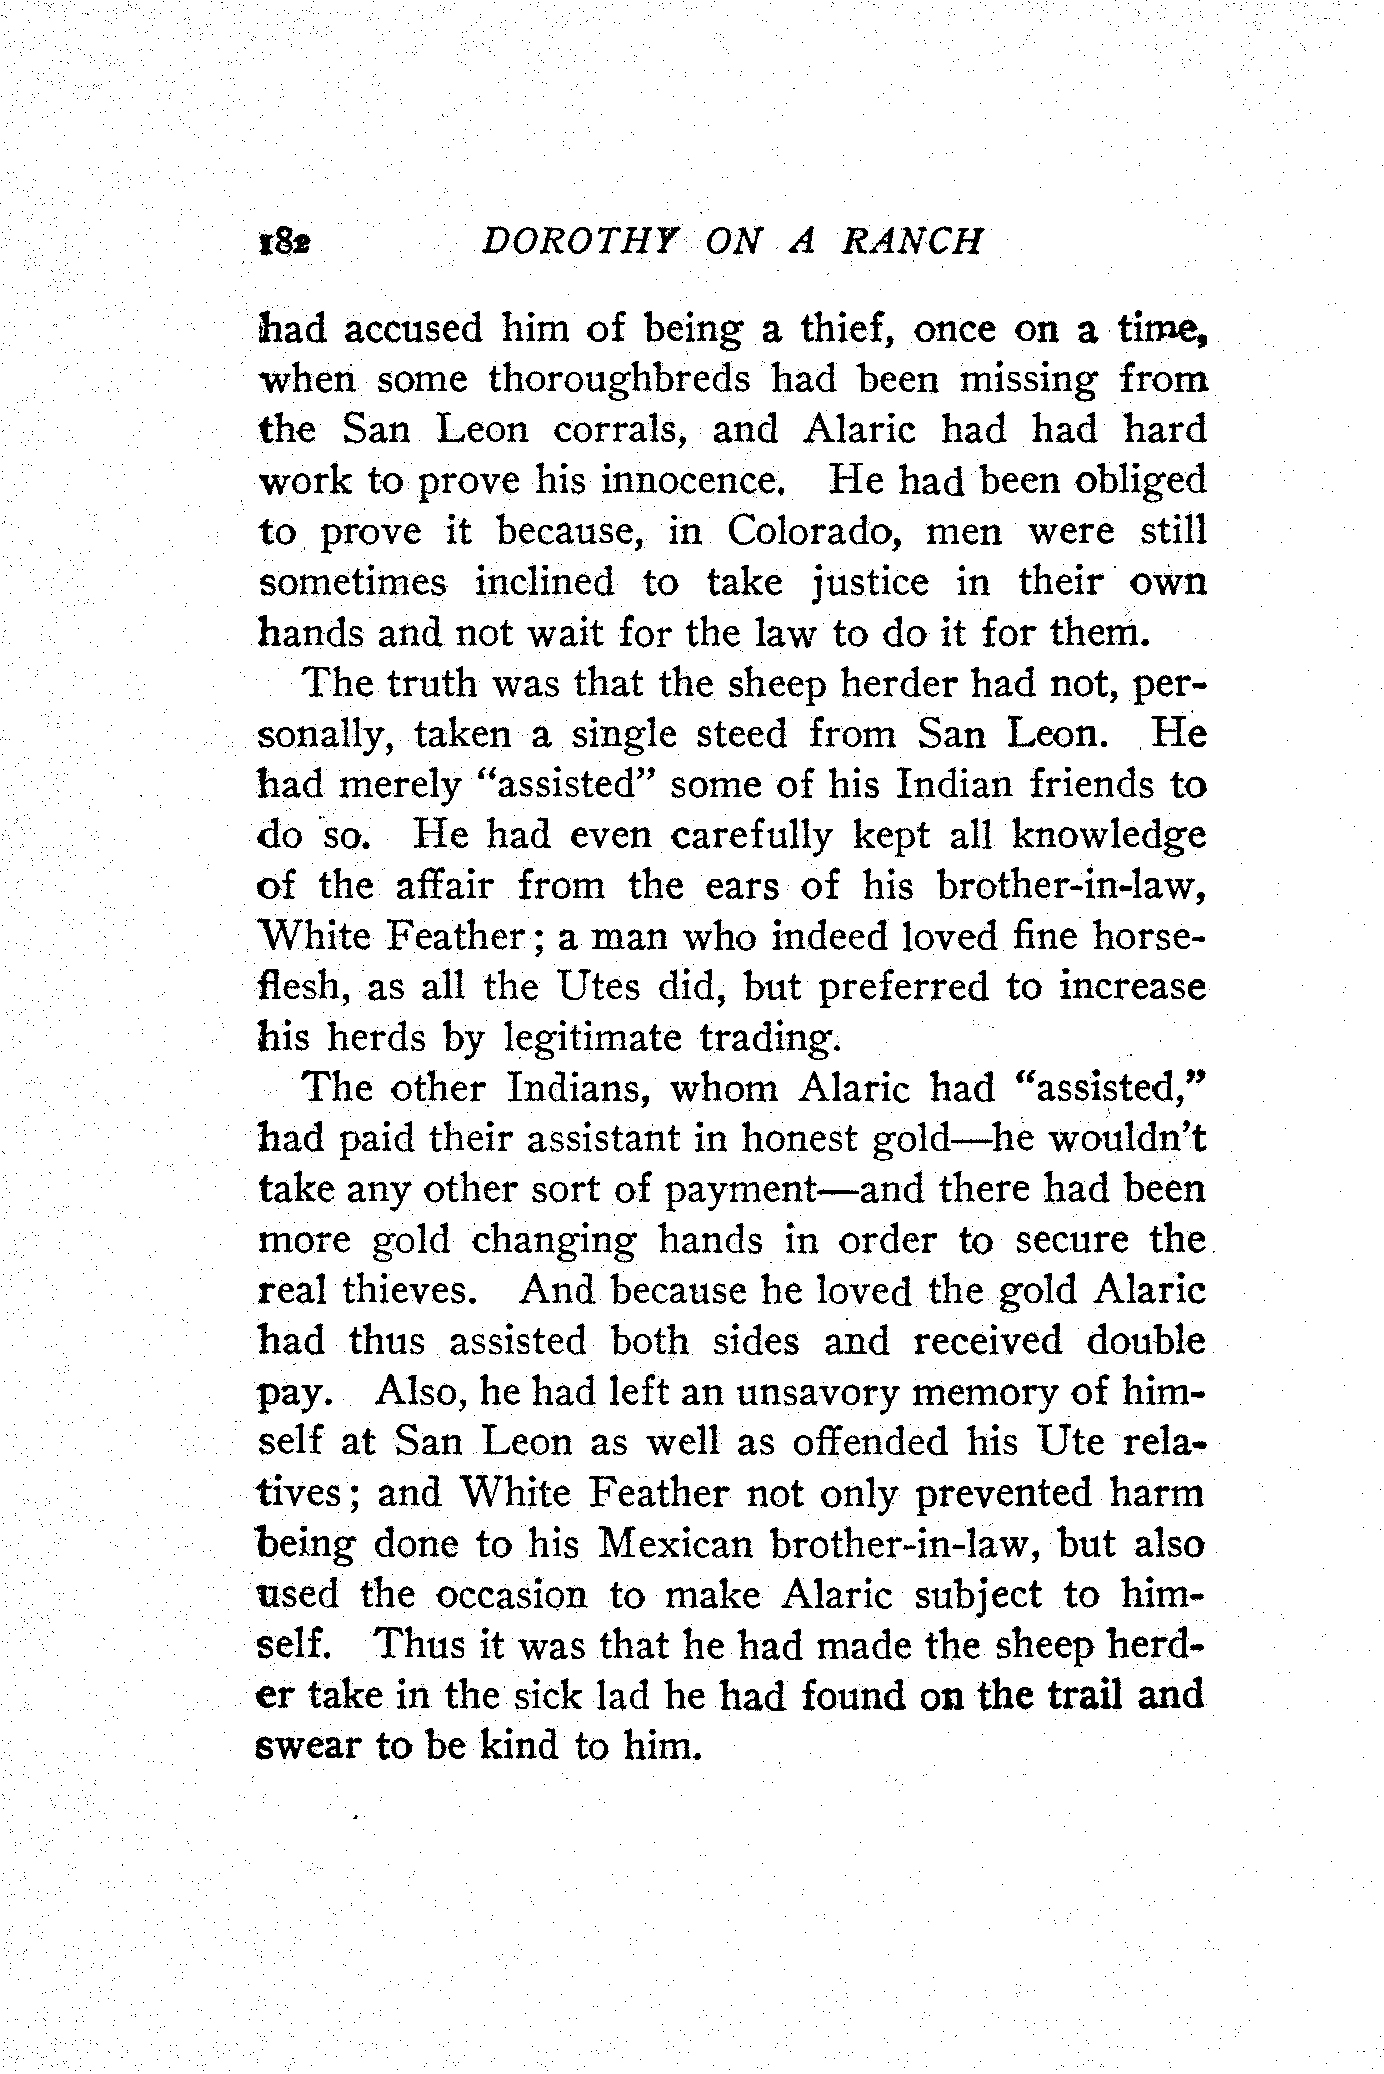 182 DOROTHY ON A RANCH
had accused him of being a thief, once on a time,
when some thoroughbreds had been missing from
the San Leon corrals, and Alaric had had hard
work to prove his innocence. He had been obliged
to prove it because, in Colorado, men were still
sometimes inclined to take justice in their own
hands and not wait for the law to do it for them.
The truth was that the sheep herder had not, per-
sonally, taken a single steed from San Leon. He
had merely “assisted” some of his Indian friends to
do so. He had even carefully kept all knowledge
of the affair from the ears of his brother-in-law,
White Feather; a man who indeed loved fine horse-
flesh, as all the Utes did, but preferred to increase
his herds by legitimate trading.
The other Indians, whom Alaric had “assisted,”
had paid their assistant in honest gold—he wouldn’t
take any other sort of payment—and there had been
more gold changing hands in order to secure the
real thieves. And because he loved the gold Alaric
had thus assisted both sides and received double
pay. Also, he had left an unsavory memory of him-
self at San Leon as well as offended his Ute rela-
tives; and White Feather not only prevented harm
being done to his Mexican brother-in-law, but also
used the occasion to make Alaric subject to him-
self. Thus it was that he had made the sheep herd-
er take in the sick lad he had found on the trail and
swear to be kind to him.